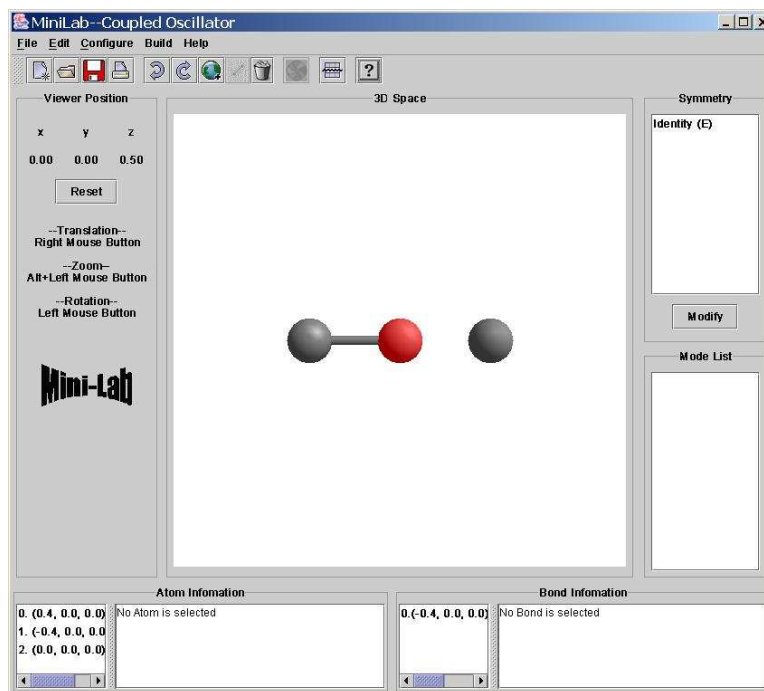 MiniLab--Coupled Oscillator
File Edit Configure Build Help
?
Viewer Position
x y z
0.00 0.00 0.50
Reset
--Translation--
Right Mouse Button
--Zoom--
Alt+Left Mouse Button
--Rotation--
Left Mouse Button
Mini-Lab
3D Space
Symmetry
Identity (E)
Modify
Mode List
Atom Infomation
0. (0.4, 0.0, 0.0)
1. (-0.4, 0.0, 0.0
2. (0.0, 0.0, 0.0)
No Atom is selected
Bond Infomation
0.(-0.4, 0.0, 0.0)
No Bond is selected